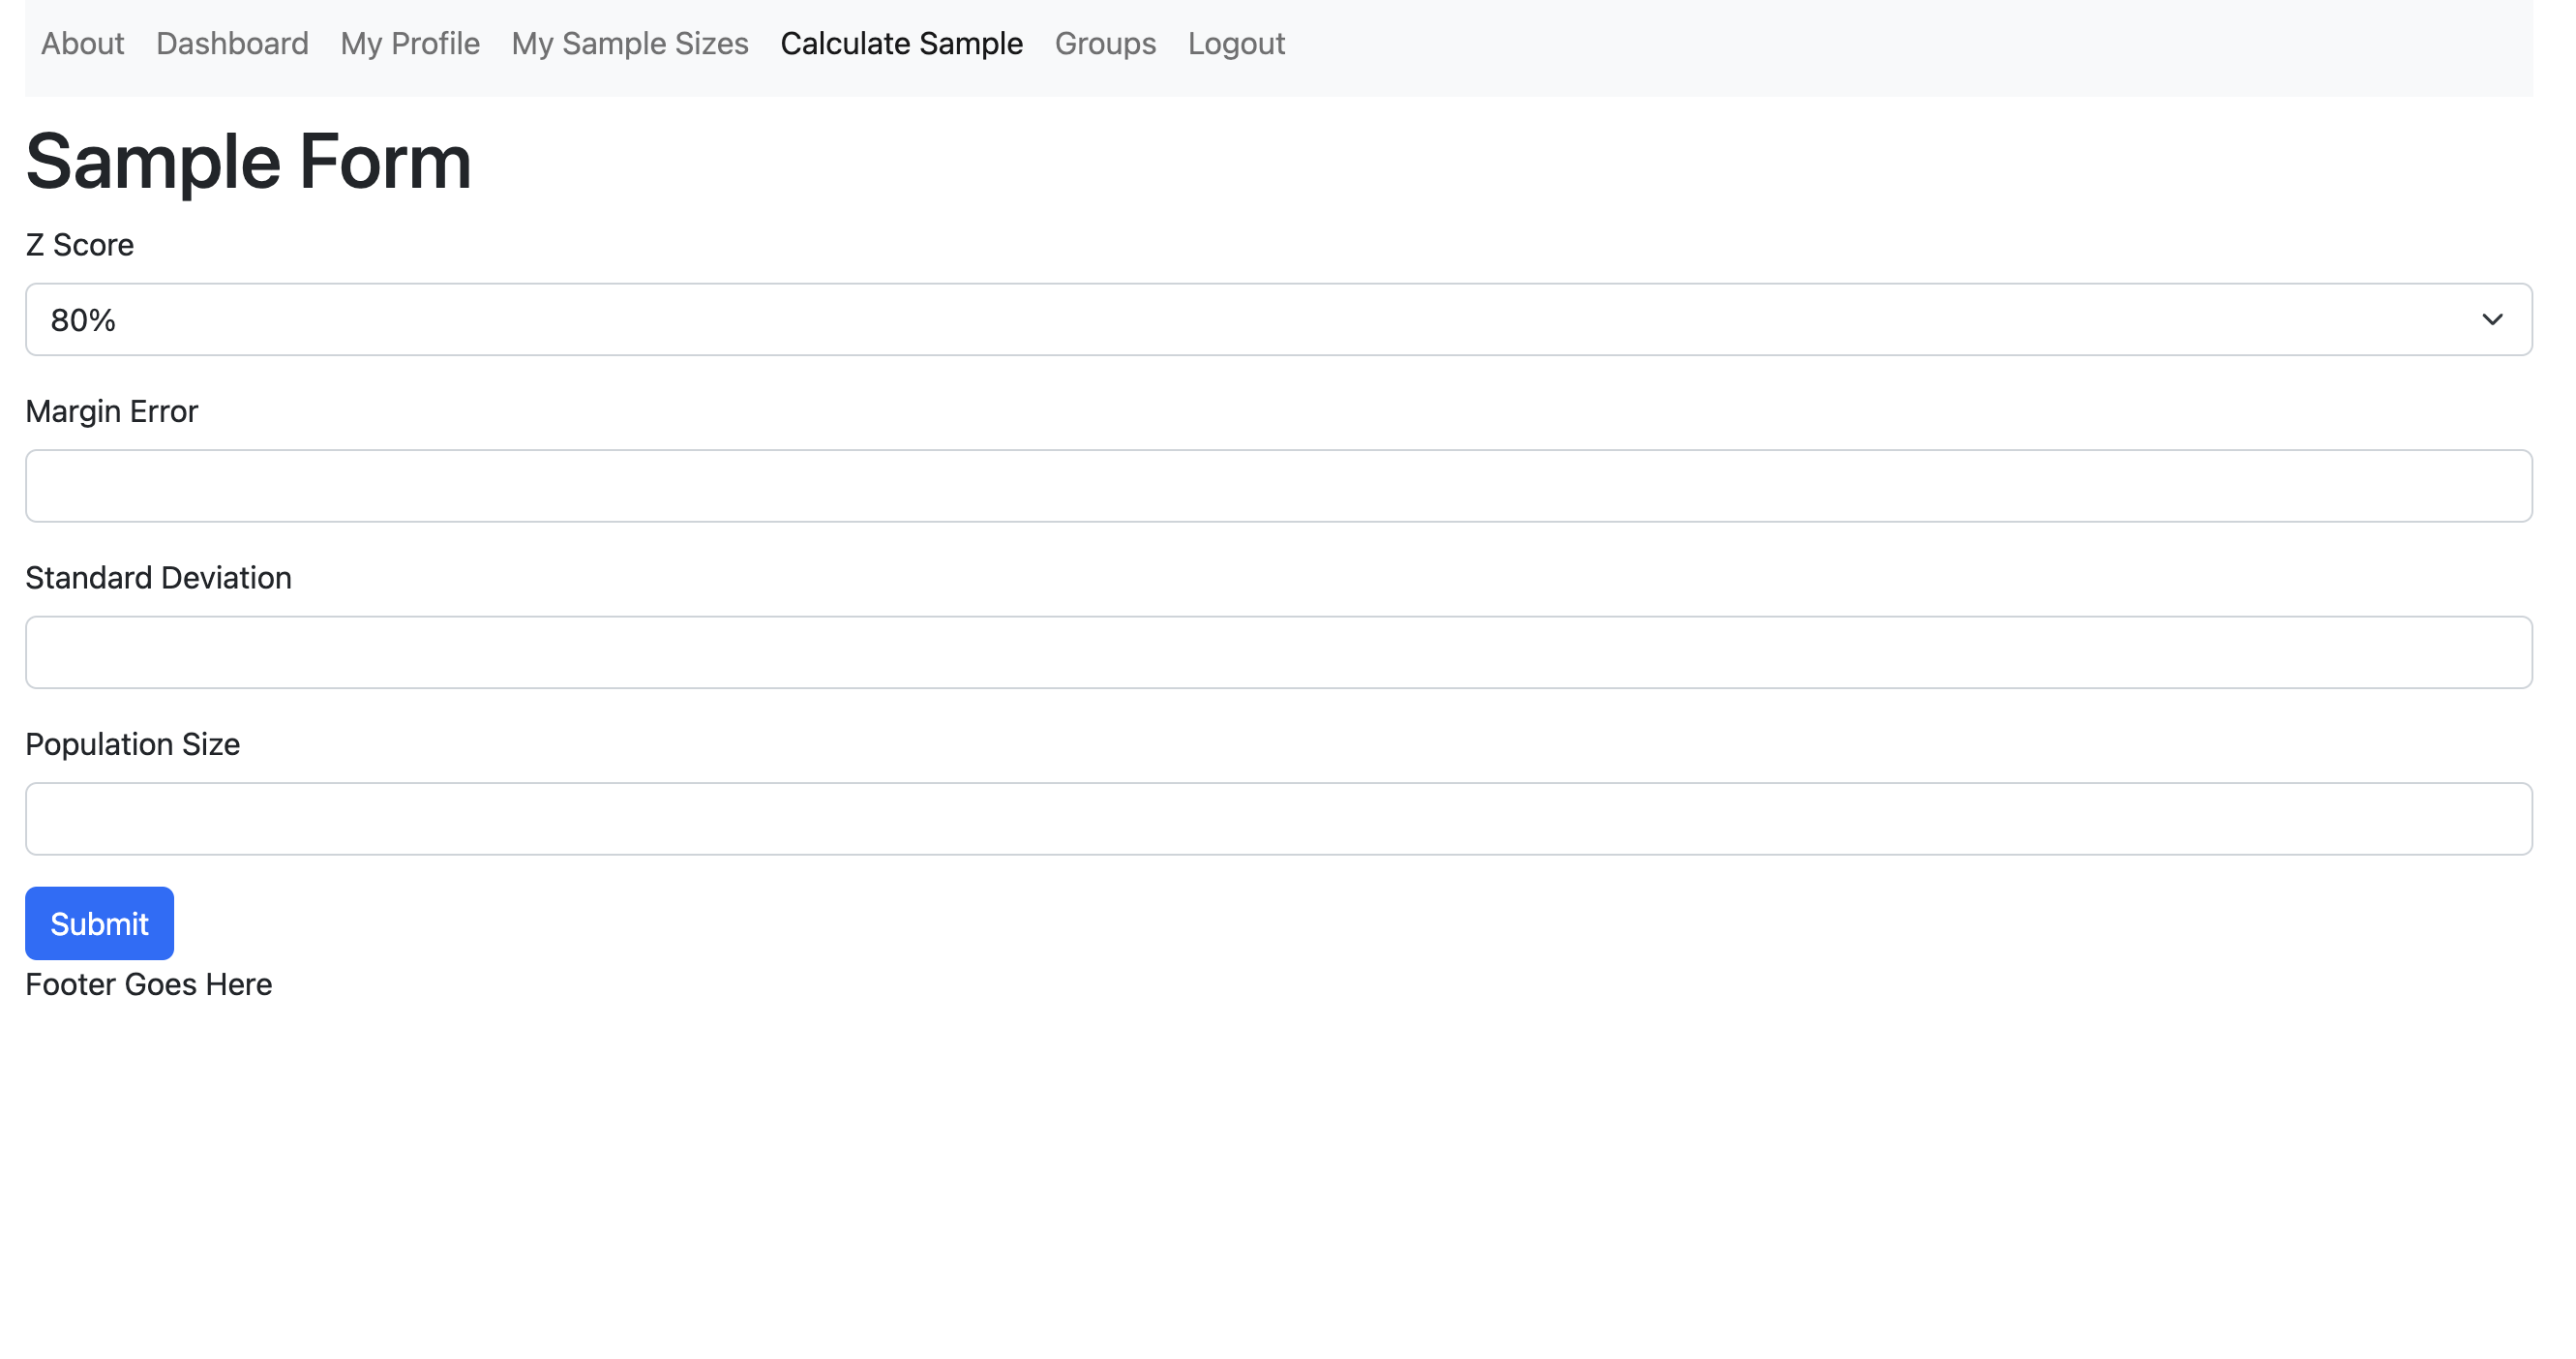 About Dashboard My Profile My Sample Sizes Calculate Sample Groups Logout
Sample Form
Z Score
80%
Margin Error
Standard Deviation
Population Size
Submit
Footer Goes Here